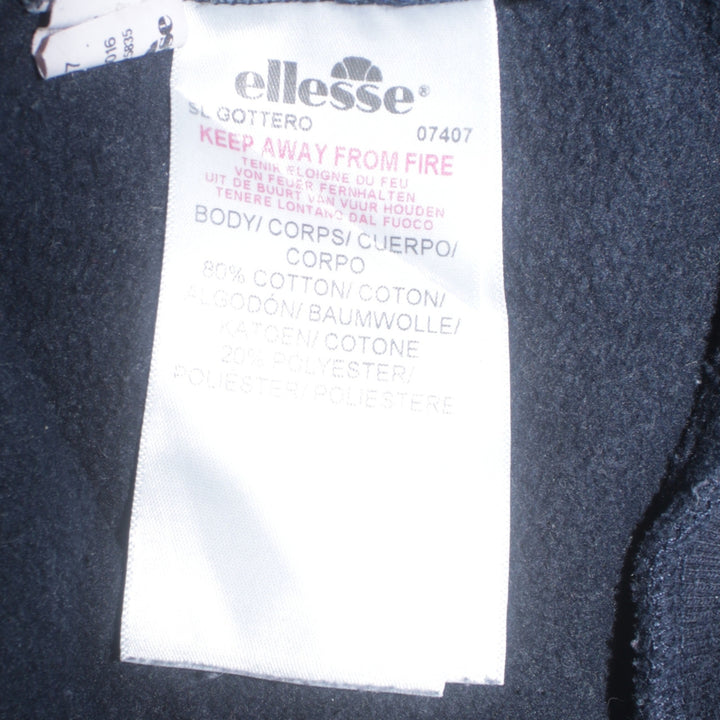 ellesse®
SL GOTTERO 07407
KEEP AWAY FROM FIRE
TENIR ELOIGNE DU FEU
VON FEUER FERNHALTEN
UIT DE BUURT VAN VUUR HOUDEN
TENERE LONTANO DAL FUOCO
BODY/ CORPS/ CUERPO/
CORPO
80% COTTON/ COTON/
ALGODÓN/ BAUMWOLLE/
KATOEN/ COTONE
20% POLYESTER/
POLIESTER/ POLIESTERE
016
5835